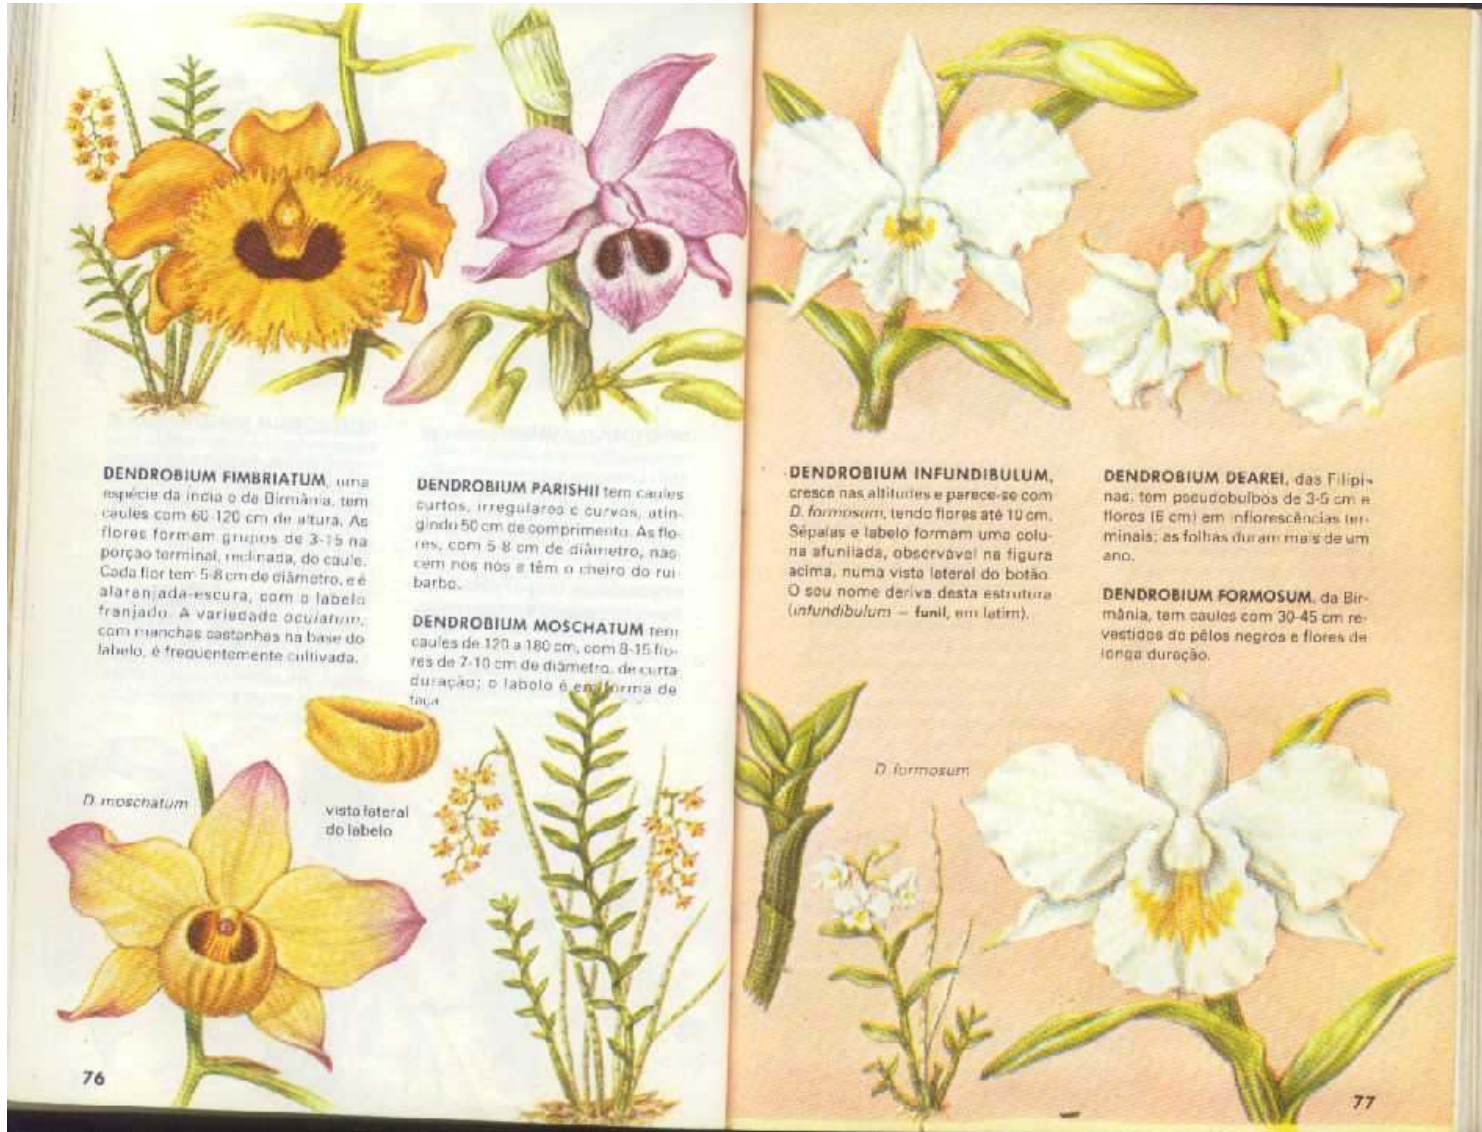 DENDROBIUM FIMBRIATUM, uma
espécie da Índia e da Birmânia, tem
caules com 60-120 cm de altura. As
flores formam grupos de 3-15 na
porção terminal, reclinada, do caule.
Cada flor tem 5-8 cm de diâmetro, e é
alaranjada-escura, com o labelo
franjado. A variedade oculatum,
com manchas castanhas na base do
labelo, é frequentemente cultivada.
DENDROBIUM PARISHII tem caules
curtos, irregulares e curvos, atin-
gindo 50 cm de comprimento. As flo-
res, com 5-8 cm de diâmetro, nas-
cem nos nós e têm o cheiro do rui-
barbo.
DENDROBIUM MOSCHATUM tem
caules de 120 a 180 cm, com 8-15 flo-
res de 7-10 cm de diâmetro, de curta
duração; o labelo é em forma de
taça
D. moschatum
vista lateral
do labelo
76
DENDROBIUM INFUNDIBULUM,
cresce nas altitudes e parece-se com
D. formosum, tendo flores até 10 cm.
Sépalas e labelo formam uma colu-
na afunilada, observável na figura
acima, numa vista lateral do botão.
O seu nome deriva desta estrutura
(infundibulum = funil, em latim).
DENDROBIUM DEAREI, das Filipi-
nas, tem pseudobulbos de 3-5 cm e
flores (6 cm) em inflorescências ter-
minais; as folhas duram mais de um
ano.
DENDROBIUM FORMOSUM, da Bir-
mânia, tem caules com 30-45 cm re-
vestidos de pêlos negros e flores de
longa duração.
D. formosum
77